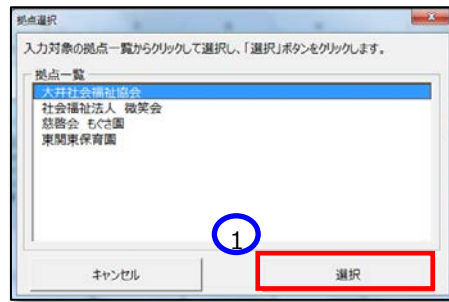 拠点選択
入力対象の拠点一覧からクリックして選択し、「選択」ボタンをクリックします。
拠点一覧
大井社会福祉協会
社会福祉法人 微笑会
慈啓会 もぐさ園
東関東保育園
1
キャンセル
選択